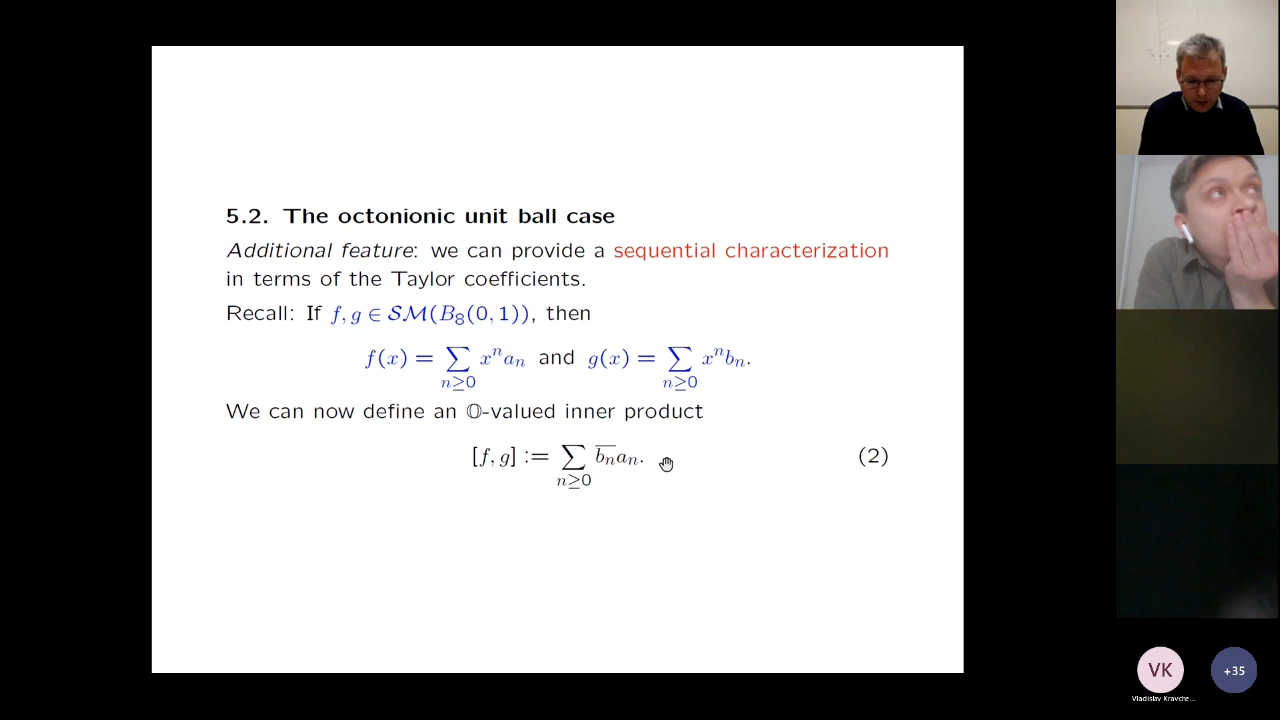 5.2. The octonionic unit ball case
Additional feature: we can provide a sequential characterization
in terms of the Taylor coefficients.
Recall: If f, g ∈ SM(B₈(0, 1)), then
f(x) = ∑_{n≥0} xⁿaₙ and g(x) = ∑_{n≥0} xⁿbₙ.
We can now define an 𝕆-valued inner product
[f, g] := ∑_{n≥0} \overline{bₙ}aₙ. (2)
VK
+35
Vladislav Kravche...